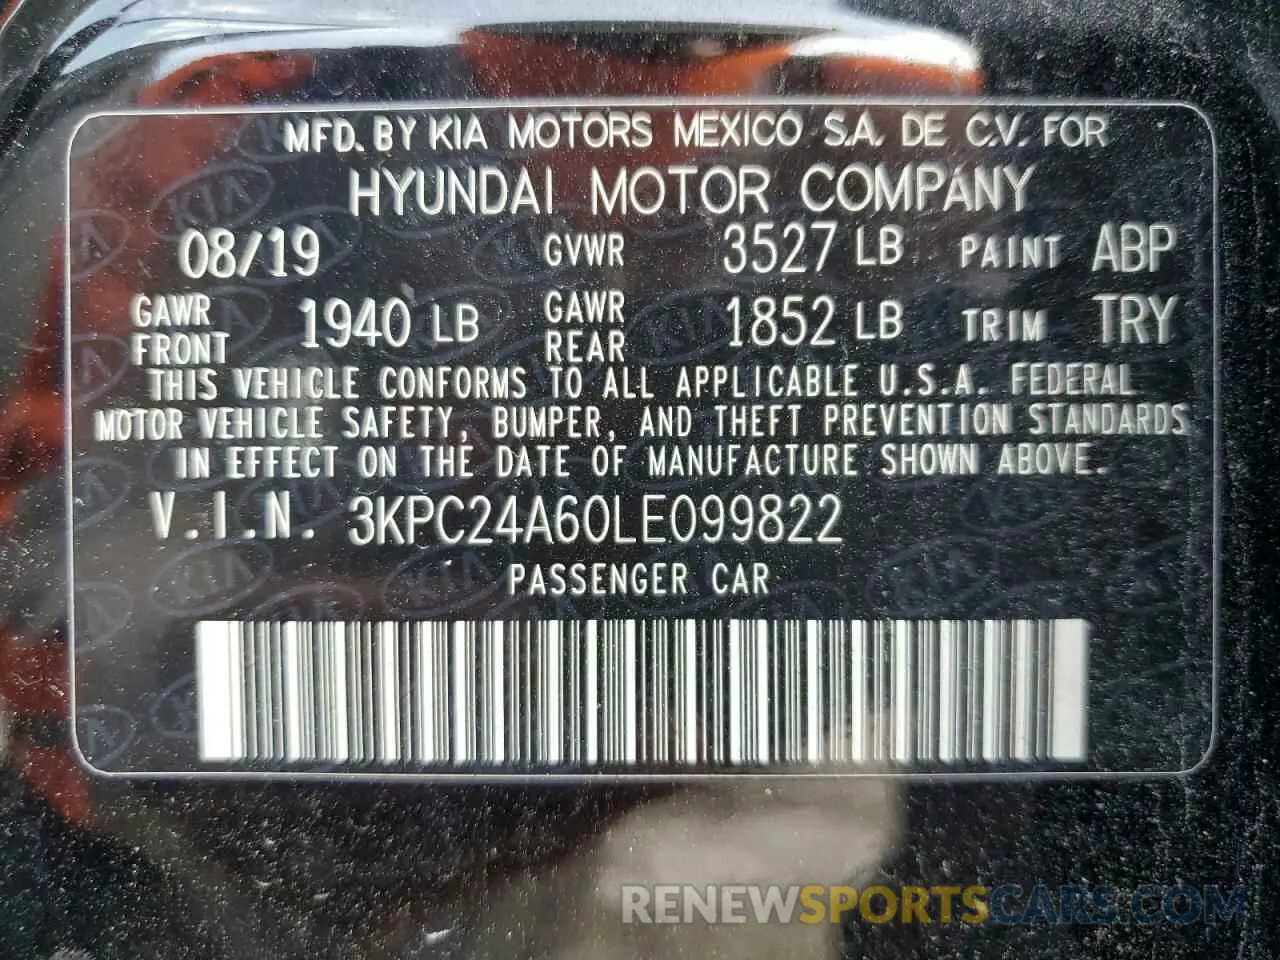 MFD. BY KIA MOTORS MEXICO S.A. DE C.V. FOR
HYUNDAI MOTOR COMPANY
08/19 GVWR 3527 LB PAINT ABP
GAWR FRONT 1940 LB GAWR REAR 1852 LB TRIM TRY
THIS VEHICLE CONFORMS TO ALL APPLICABLE U.S.A. FEDERAL
MOTOR VEHICLE SAFETY, BUMPER, AND THEFT PREVENTION STANDARDS
IN EFFECT ON THE DATE OF MANUFACTURE SHOWN ABOVE.
V.I.N. 3KPC24A60LE099822
PASSENGER CAR
RENEWSPORTSCARS.COM